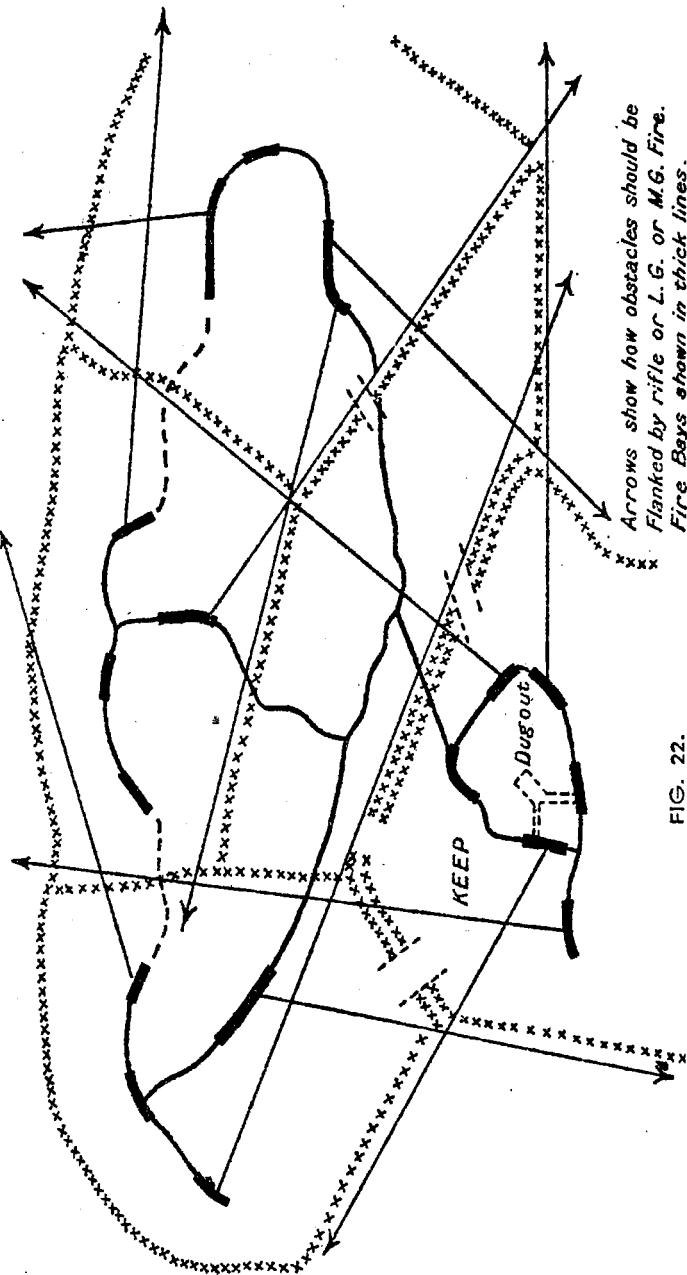 KEEP
Dugout
FIG. 22.
Arrows show how obstacles should be
Flanked by rifle or L.G. or M.G. Fire.
Fire Bays shown in thick lines.